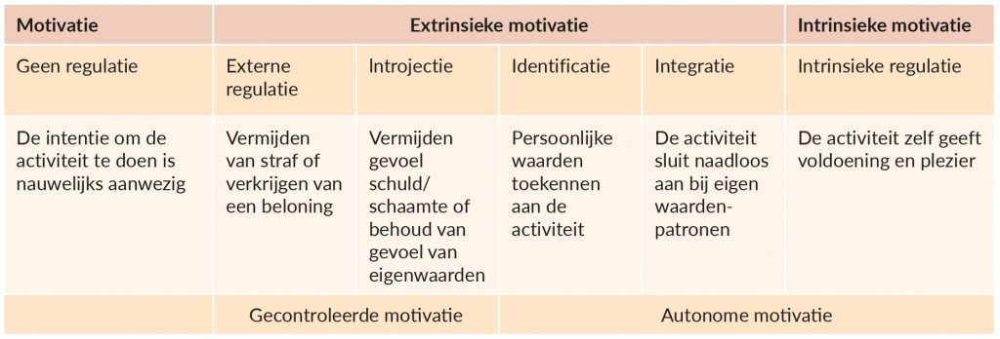 Motivatie
Extrinsieke motivatie
Intrinsieke motivatie
Geen regulatie
Externe
regulatie
Introjectie
Identificatie
Integratie
Intrinsieke regulatie
De intentie om de
activiteit te doen is
nauwelijks aanwezig
Vermijden
van straf of
verkrijgen van
een beloning
Vermijden
gevoel
schuld/
schaamte of
behoud van
gevoel van
eigenwaarden
Persoonlijke
waarden
toekennen
aan de
activiteit
De activiteit
sluit naadloos
aan bij eigen
waarden-
patronen
De activiteit zelf geeft
voldoening en plezier
Gecontroleerde motivatie
Autonome motivatie